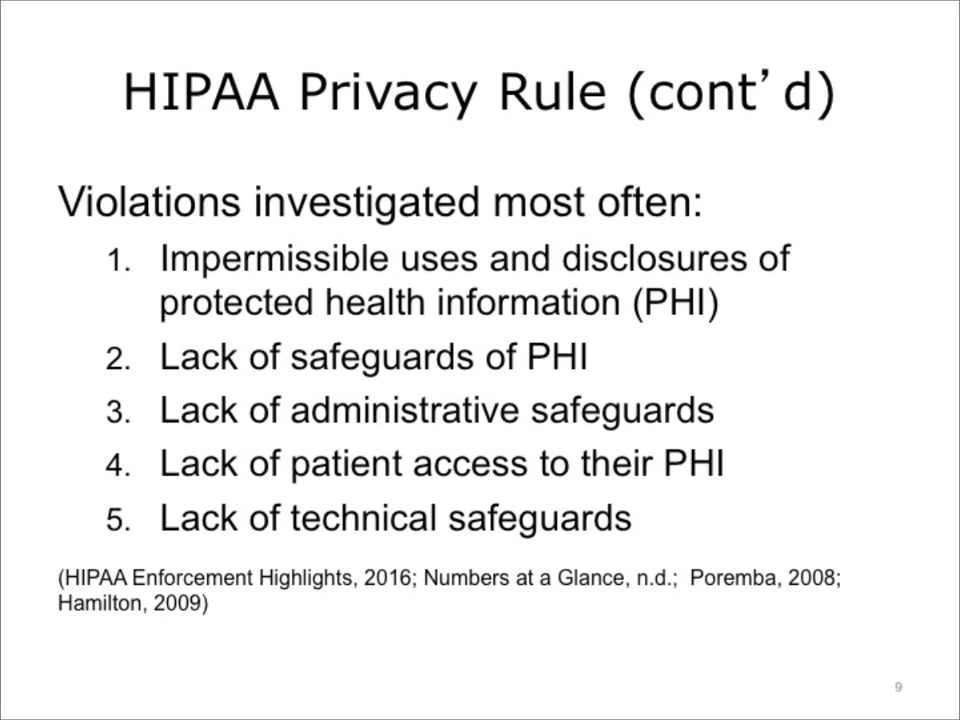 HIPAA Privacy Rule (cont’d)
Violations investigated most often:
1. Impermissible uses and disclosures of
protected health information (PHI)
2. Lack of safeguards of PHI
3. Lack of administrative safeguards
4. Lack of patient access to their PHI
5. Lack of technical safeguards
(HIPAA Enforcement Highlights, 2016; Numbers at a Glance, n.d.; Poremba, 2008;
Hamilton, 2009)
9